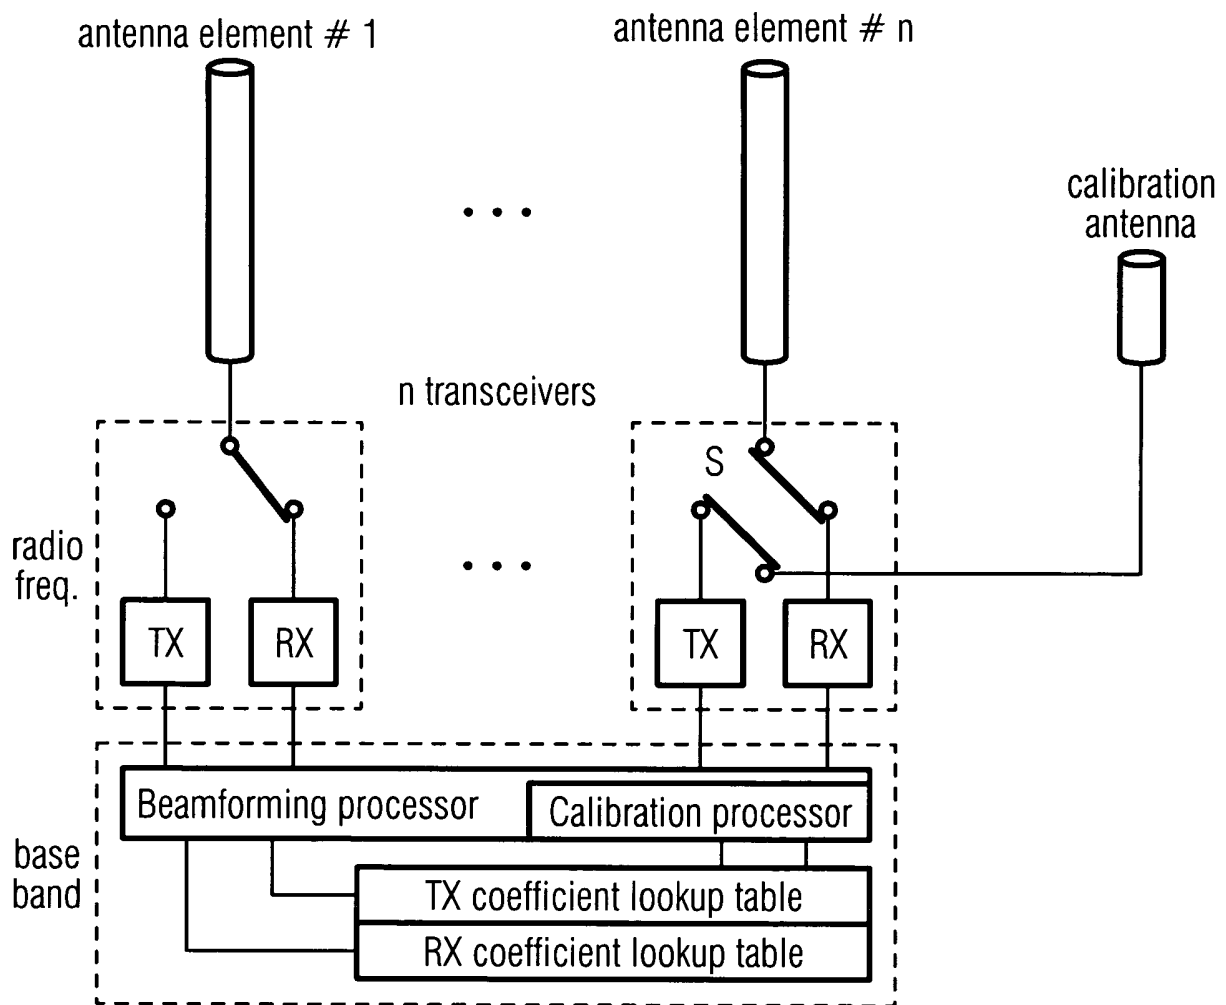 antenna element # 1
antenna element # n
calibration
antenna
n transceivers
S
radio
freq.
TX
RX
TX
RX
Beamforming processor
Calibration processor
base
band
TX coefficient lookup table
RX coefficient lookup table